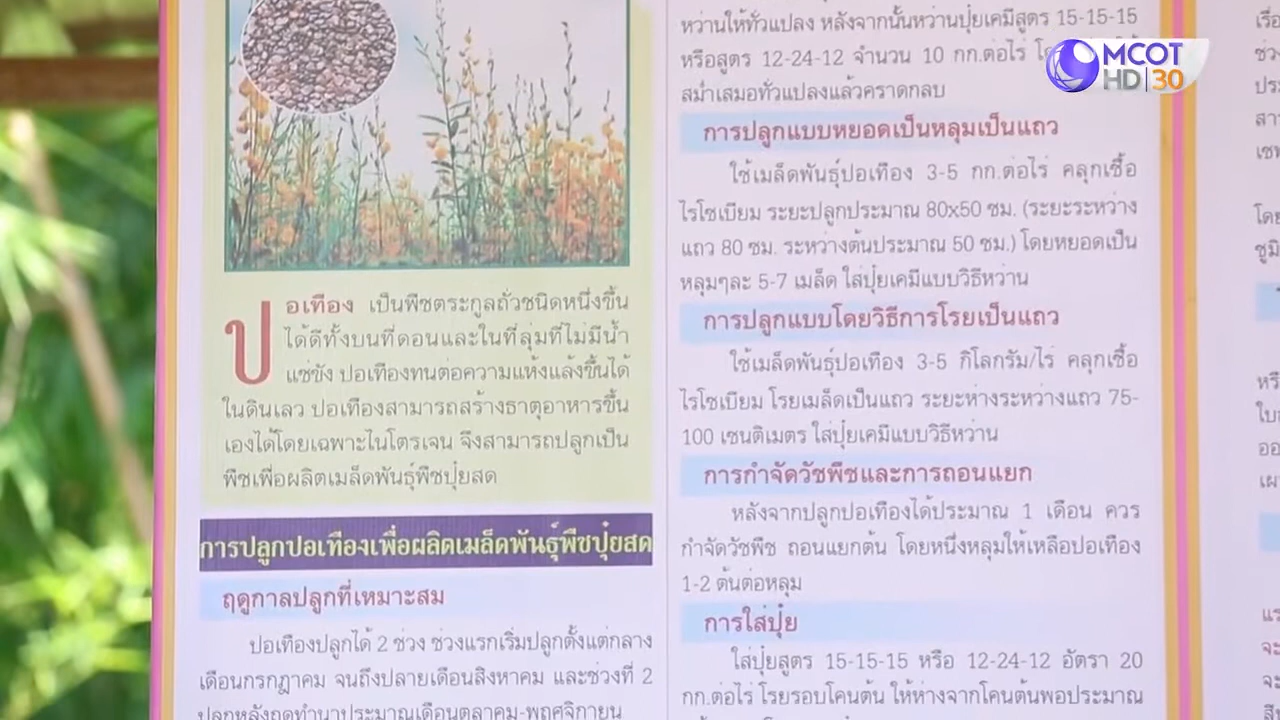 ปอเทือง เป็นพืชตระกูลถั่วชนิดหนึ่งขึ้น
ได้ดีทั้งบนที่ดอนและในที่ลุ่มที่ไม่มีน้ำ
แช่ขัง ปอเทืองทนต่อความแห้งแล้งขึ้นได้
ในดินเลว ปอเทืองสามารถสร้างธาตุอาหารขึ้น
เองได้โดยเฉพาะไนโตรเจน จึงสามารถปลูกเป็น
พืชเพื่อผลิตเมล็ดพันธุ์พืชปุ๋ยสด
การปลูกปอเทืองเพื่อผลิตเมล็ดพันธุ์พืชปุ๋ยสด
ฤดูกาลปลูกที่เหมาะสม
ปอเทืองปลูกได้ 2 ช่วง ช่วงแรกเริ่มปลูกตั้งแต่กลาง
เดือนกรกฎาคม จนถึงปลายเดือนสิงหาคม และช่วงที่ 2
ปลูกหลังฤดูทำนาประมาณเดือนตุลาคม-พฤศจิกายน
หว่านให้ทั่วแปลง หลังจากนั้นหว่านปุ๋ยเคมีสูตร 15-15-15
หรือสูตร 12-24-12 จำนวน 10 กก.ต่อไร่
สม่ำเสมอทั่วแปลงแล้วคราดกลบ
การปลูกแบบหยอดเป็นหลุมเป็นแถว
ใช้เมล็ดพันธุ์ปอเทือง 3-5 กก.ต่อไร่ คลุกเชื้อ
ไรโซเบียม ระยะปลูกประมาณ 80x50 ซม. (ระยะระหว่าง
แถว 80 ซม. ระหว่างต้นประมาณ 50 ซม.) โดยหยอดเป็น
หลุมๆละ 5-7 เมล็ด ใส่ปุ๋ยเคมีแบบวิธีหว่าน
การปลูกแบบโดยวิธีการโรยเป็นแถว
ใช้เมล็ดพันธุ์ปอเทือง 3-5 กิโลกรัม/ไร่ คลุกเชื้อ
ไรโซเบียม โรยเมล็ดเป็นแถว ระยะห่างระหว่างแถว 75-
100 เซนติเมตร ใส่ปุ๋ยเคมีแบบวิธีหว่าน
การกำจัดวัชพืชและการถอนแยก
หลังจากปลูกปอเทืองได้ประมาณ 1 เดือน ควร
กำจัดวัชพืช ถอนแยกต้น โดยหนึ่งหลุมให้เหลือปอเทือง
1-2 ต้นต่อหลุม
การใส่ปุ๋ย
ใส่ปุ๋ยสูตร 15-15-15 หรือ 12-24-12 อัตรา 20
กก.ต่อไร่ โรยรอบโคนต้น ให้ห่างจากโคนต้นพอประมาณ
MCOT
HD 30